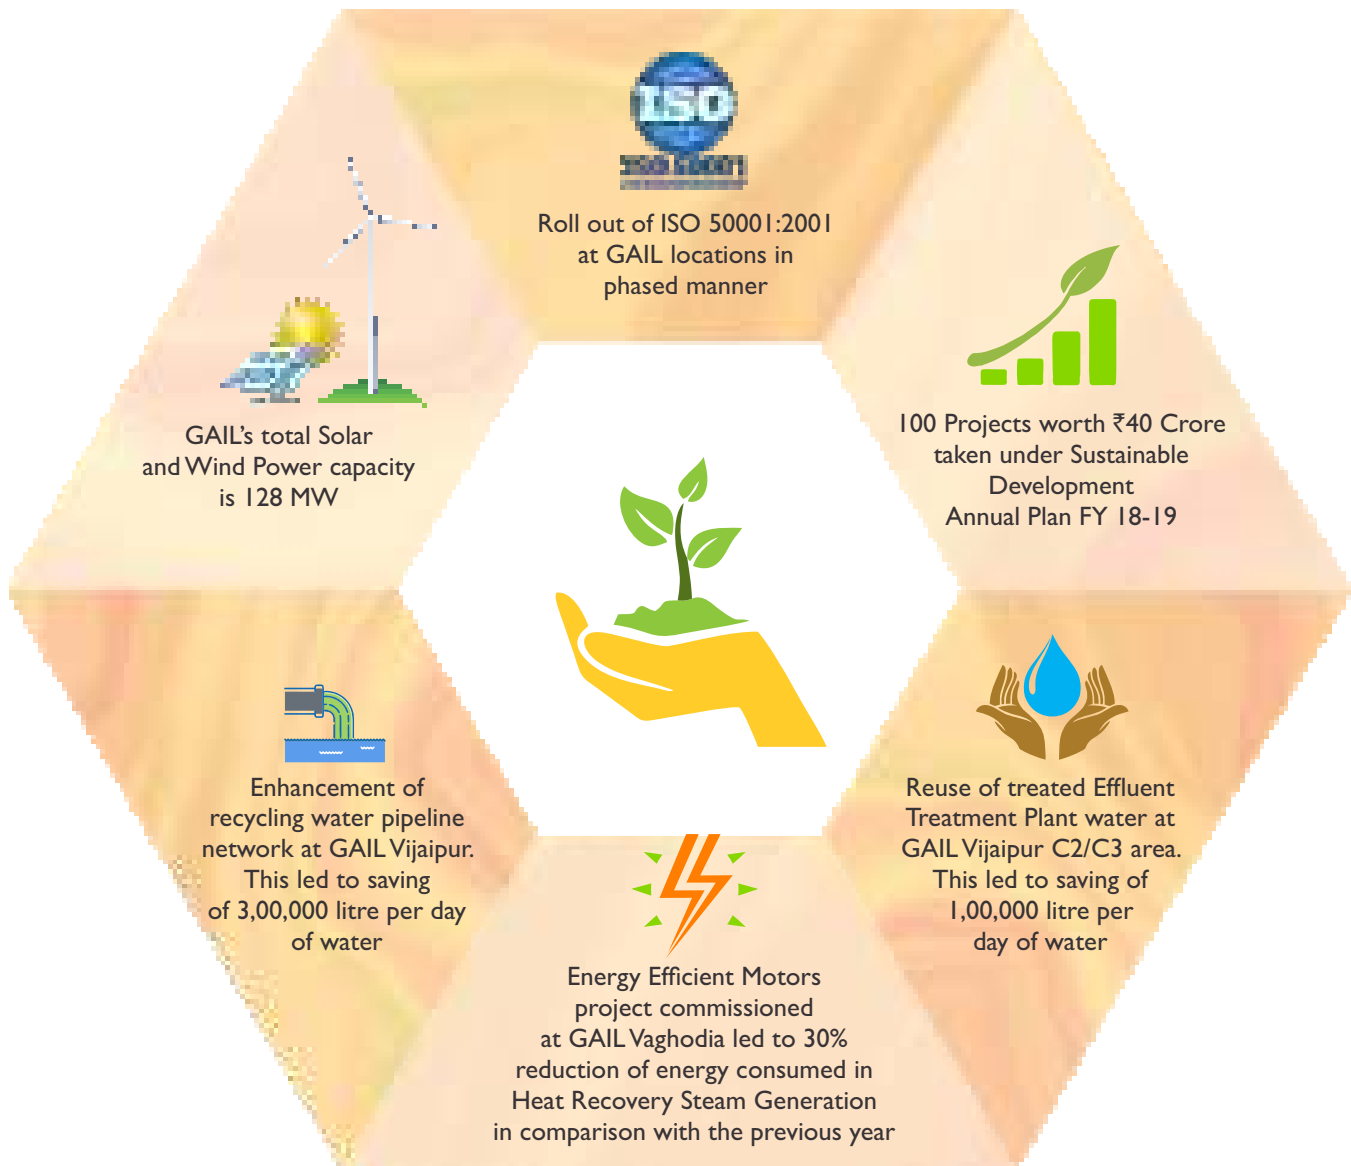 ISO
ISO 50001
Roll out of ISO 50001:2001
at GAIL locations in
phased manner
100 Projects worth ₹40 Crore
taken under Sustainable
Development
Annual Plan FY 18-19
Reuse of treated Effluent
Treatment Plant water at
GAIL Vijaipur C2/C3 area.
This led to saving of
1,00,000 litre per
day of water
Energy Efficient Motors
project commissioned
at GAIL Vaghodia led to 30%
reduction of energy consumed in
Heat Recovery Steam Generation
in comparison with the previous year
Enhancement of
recycling water pipeline
network at GAIL Vijaipur.
This led to saving
of 3,00,000 litre per day
of water
GAIL’s total Solar
and Wind Power capacity
is 128 MW